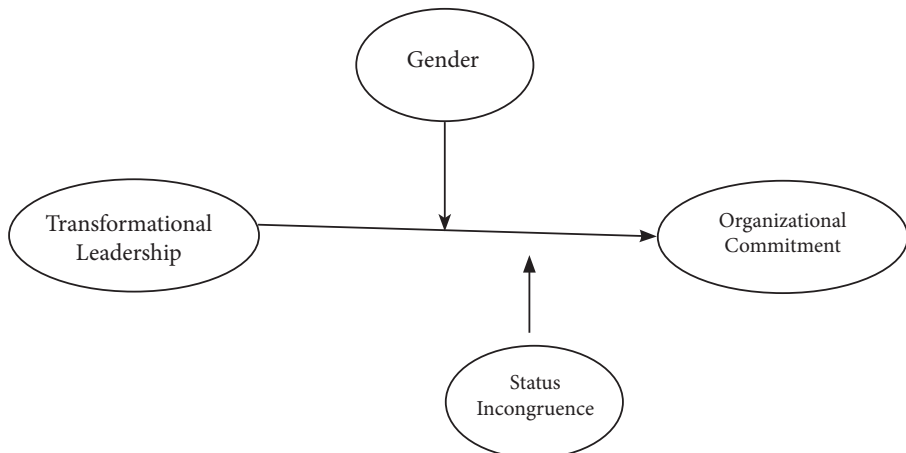 Gender
Transformational
Leadership
Organizational
Commitment
Status
Incongruence